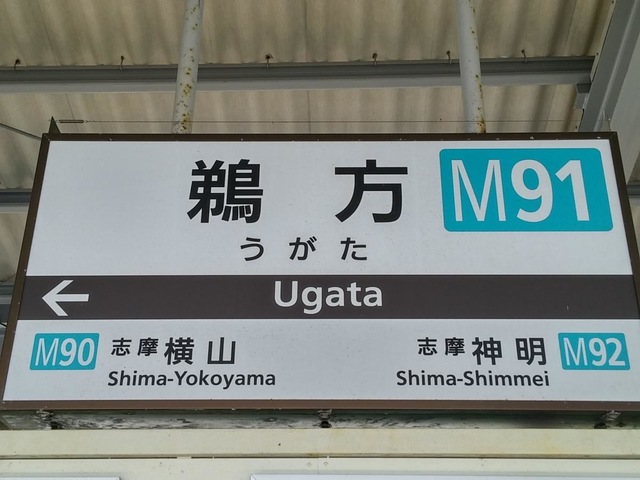 鵜方 M91
うがた
← Ugata
M90 志摩横山 志摩神明 M92
Shima-Yokoyama Shima-Shimmei